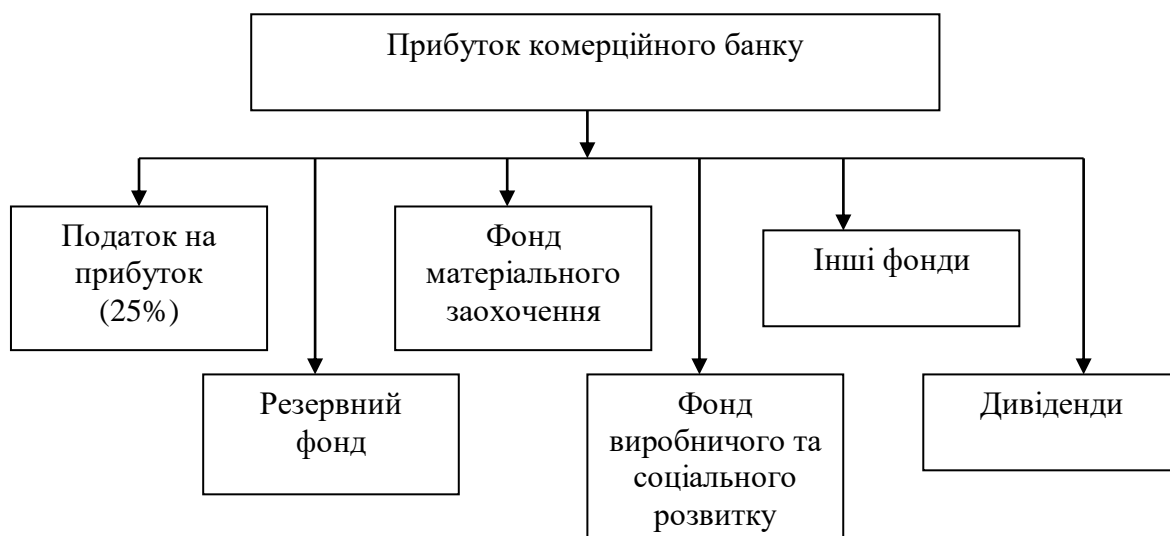 Прибуток комерційного банку
Податок на
прибуток
(25%)
Фонд
матеріального
заохочення
Інші фонди
Резервний
фонд
Фонд
виробничого та
соціального
розвитку
Дивіденди